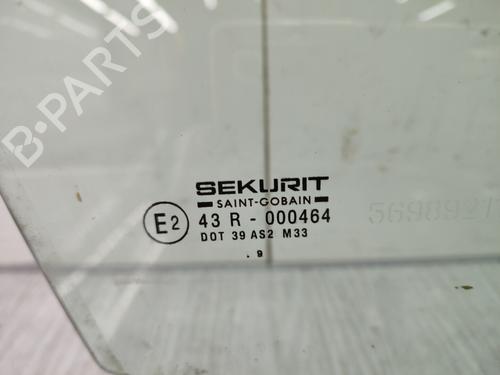 B-PARTS
SEKURIT
SAINT-GOBAIN
E2 43 R - 000464
DOT 39 AS2 M33
. 9